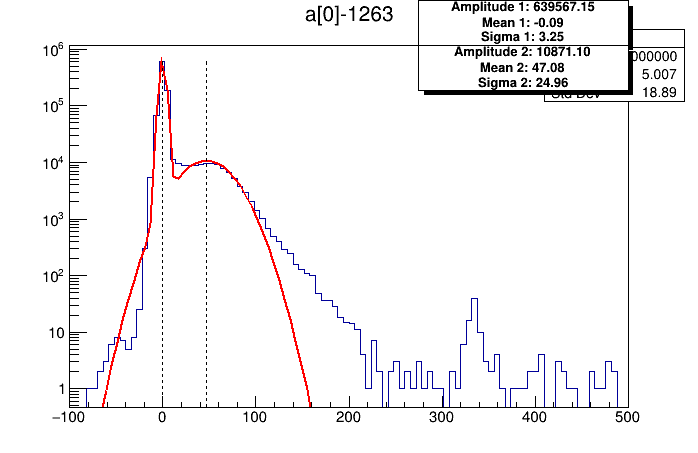 a[0]-1263
Amplitude 1: 639567.15
Mean 1: -0.09
Sigma 1: 3.25
Amplitude 2: 10871.10
Mean 2: 47.08
Sigma 2: 24.96
000000
5.007
Std Dev 18.89
10^6
10^5
10^4
10^3
10^2
10
1
−100 0 100 200 300 400 500